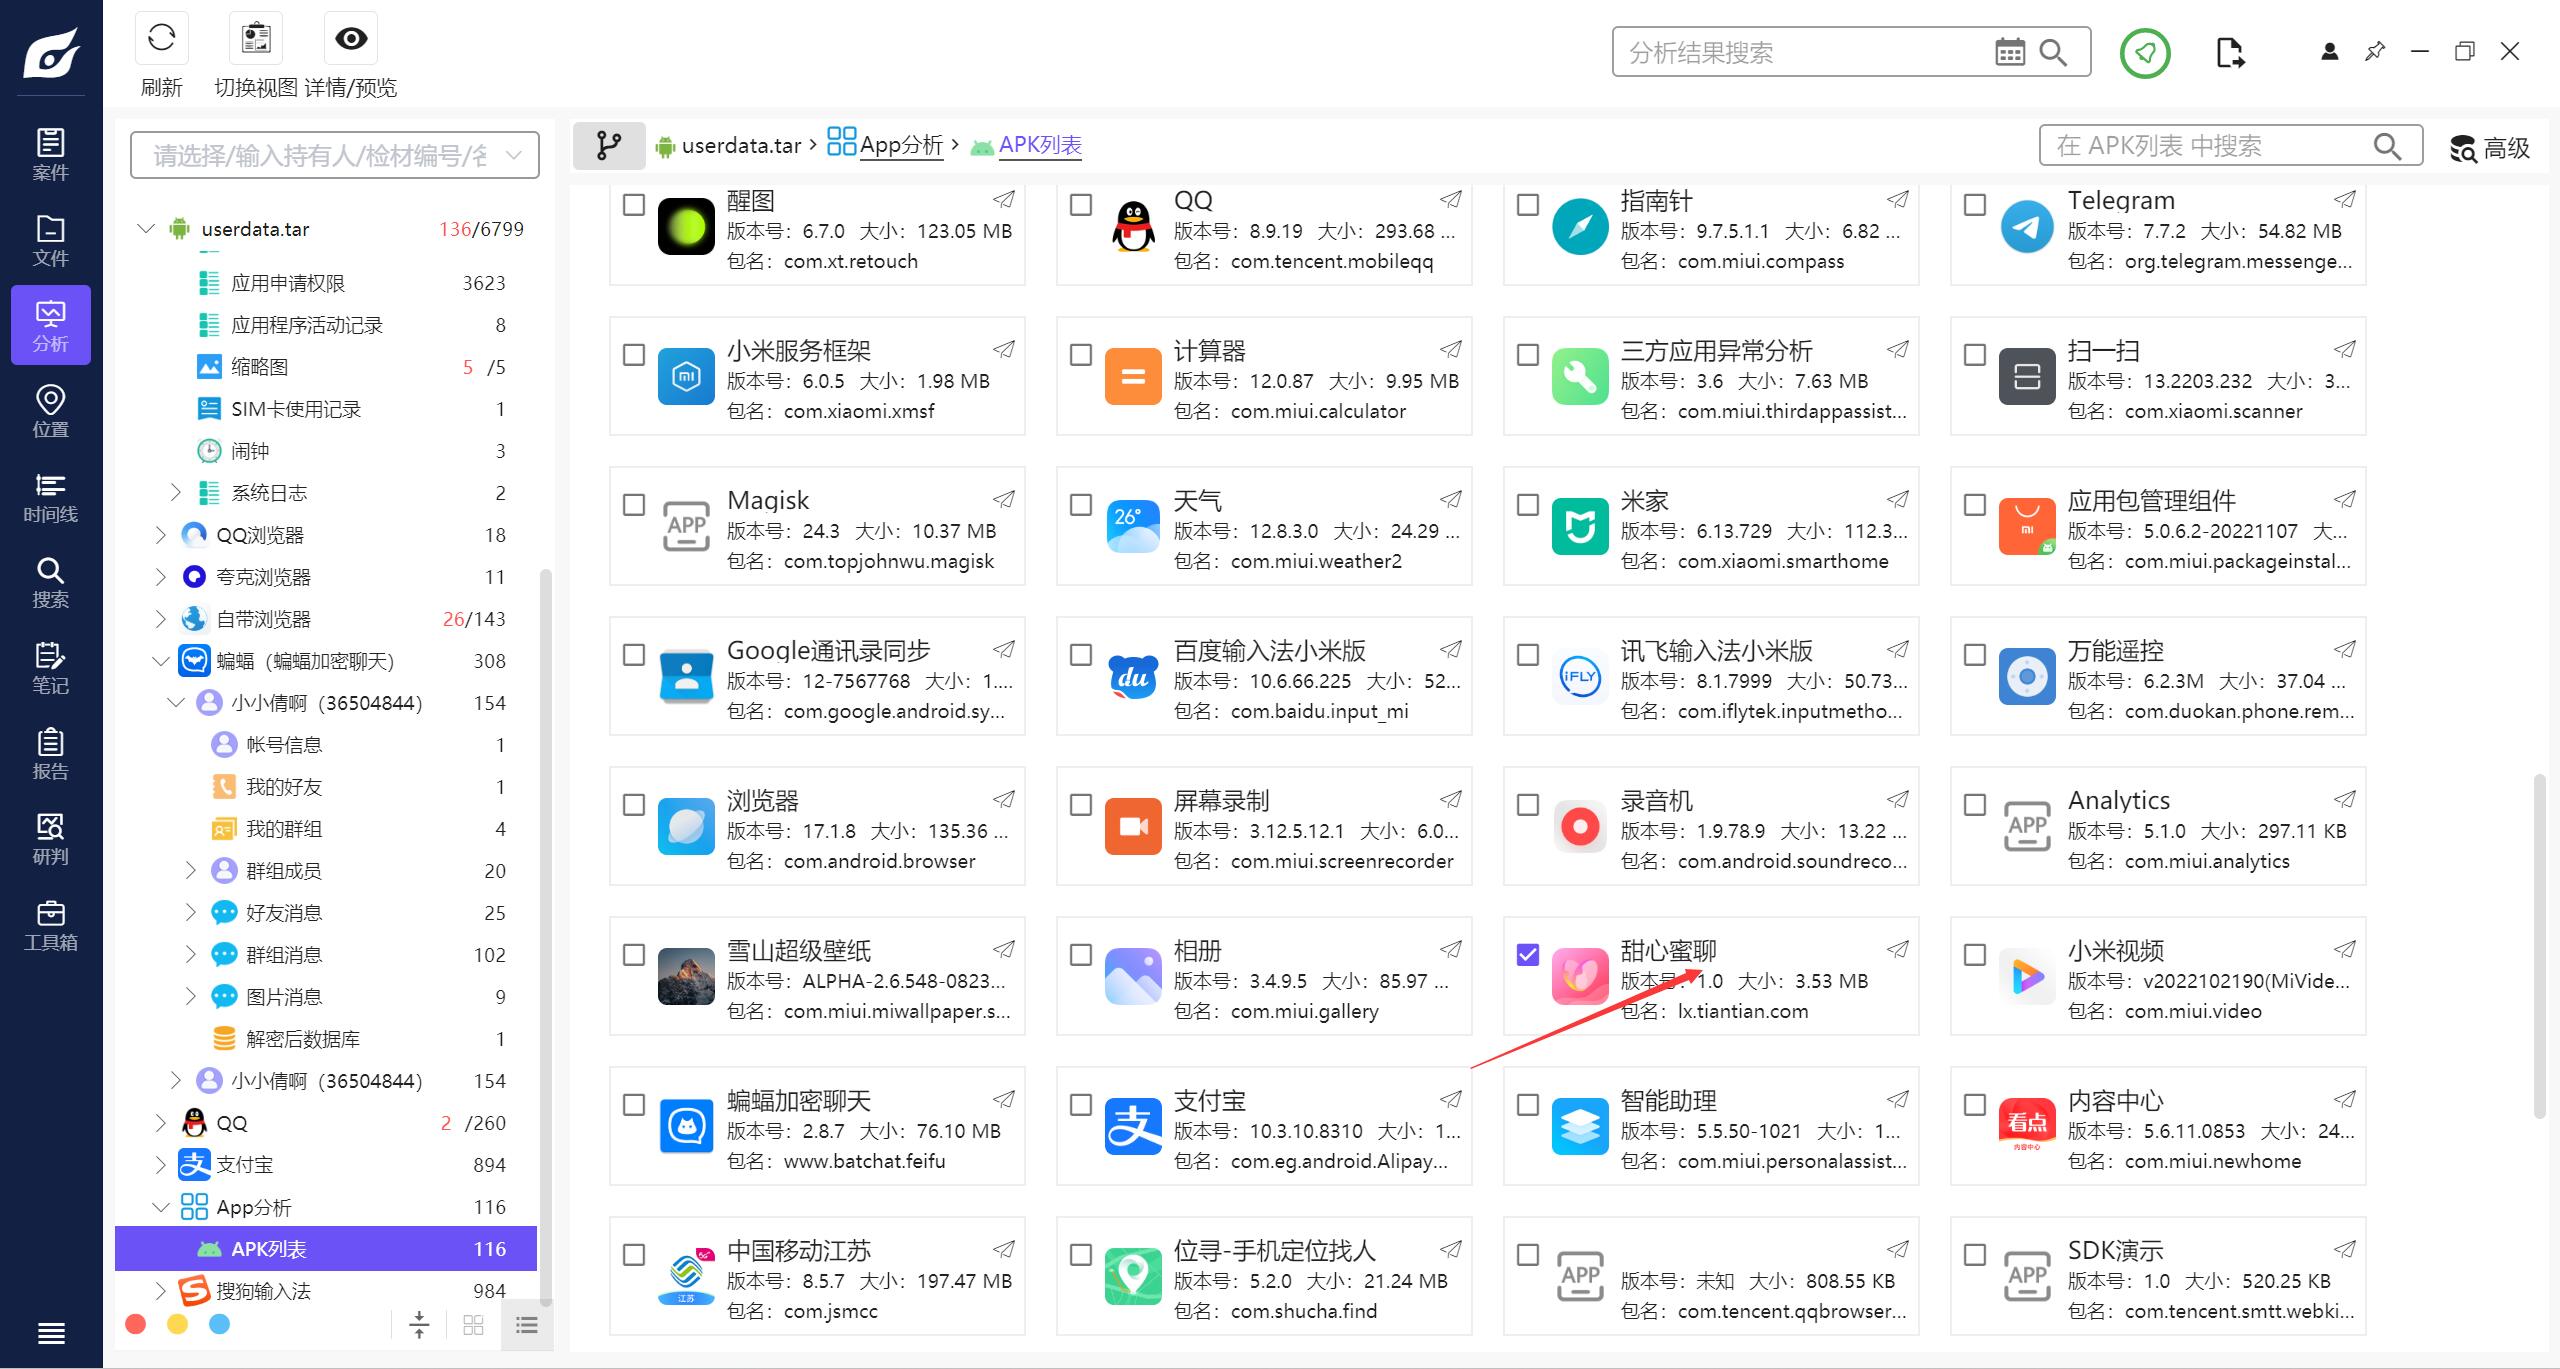 刷新
切换视图
详情/预览
分析结果搜索
案件
文件
分析
位置
时间线
搜索
笔记
报告
研判
工具箱
请选择/输入持有人/检材编号/名
userdata.tar 136/6799
应用申请权限 3623
应用程序活动记录 8
缩略图 5 /5
SIM卡使用记录 1
闹钟 3
系统日志 2
QQ浏览器 18
夸克浏览器 11
自带浏览器 26/143
蝙蝠（蝙蝠加密聊天） 308
小小倩啊（36504844） 154
帐号信息 1
我的好友 1
我的群组 4
群组成员 20
好友消息 25
群组消息 102
图片消息 9
解密后数据库 1
小小倩啊（36504844） 154
QQ 2 /260
支付宝 894
App分析 116
APK列表 116
搜狗输入法 984
userdata.tar › App分析 › APK列表
在 APK列表 中搜索
高级
醒图
版本号：6.7.0 大小：123.05 MB
包名：com.xt.retouch
QQ
版本号：8.9.19 大小：293.68 ...
包名：com.tencent.mobileqq
指南针
版本号：9.7.5.1.1 大小：6.82 ...
包名：com.miui.compass
Telegram
版本号：7.7.2 大小：54.82 MB
包名：org.telegram.messenge...
小米服务框架
版本号：6.0.5 大小：1.98 MB
包名：com.xiaomi.xmsf
计算器
版本号：12.0.87 大小：9.95 MB
包名：com.miui.calculator
三方应用异常分析
版本号：3.6 大小：7.63 MB
包名：com.miui.thirdappassist...
扫一扫
版本号：13.2203.232 大小：3...
包名：com.xiaomi.scanner
APP
Magisk
版本号：24.3 大小：10.37 MB
包名：com.topjohnwu.magisk
26°
天气
版本号：12.8.3.0 大小：24.29 ...
包名：com.miui.weather2
米家
版本号：6.13.729 大小：112.3...
包名：com.xiaomi.smarthome
应用包管理组件
版本号：5.0.6.2-20221107 大...
包名：com.miui.packageinstal...
Google通讯录同步
版本号：12-7567768 大小：1....
包名：com.google.android.sy...
du
百度输入法小米版
版本号：10.6.66.225 大小：52...
包名：com.baidu.input_mi
iFLY
讯飞输入法小米版
版本号：8.1.7999 大小：50.73...
包名：com.iflytek.inputmetho...
万能遥控
版本号：6.2.3M 大小：37.04 ...
包名：com.duokan.phone.rem...
浏览器
版本号：17.1.8 大小：135.36 ...
包名：com.android.browser
屏幕录制
版本号：3.12.5.12.1 大小：6.0...
包名：com.miui.screenrecorder
录音机
版本号：1.9.78.9 大小：13.22 ...
包名：com.android.soundreco...
APP
Analytics
版本号：5.1.0 大小：297.11 KB
包名：com.miui.analytics
雪山超级壁纸
版本号：ALPHA-2.6.548-0823...
包名：com.miui.miwallpaper.s...
相册
版本号：3.4.9.5 大小：85.97 ...
包名：com.miui.gallery
甜心蜜聊
版本号：1.0 大小：3.53 MB
包名：lx.tiantian.com
小米视频
版本号：v2022102190(MiVide...
包名：com.miui.video
蝙蝠加密聊天
版本号：2.8.7 大小：76.10 MB
包名：www.batchat.feifu
支
支付宝
版本号：10.3.10.8310 大小：1...
包名：com.eg.android.Alipay...
智能助理
版本号：5.5.50-1021 大小：1...
包名：com.miui.personalassist...
看点
内容中心
内容中心
版本号：5.6.11.0853 大小：24...
包名：com.miui.newhome
江苏
中国移动江苏
版本号：8.5.7 大小：197.47 MB
包名：com.jsmcc
位寻-手机定位找人
版本号：5.2.0 大小：21.24 MB
包名：com.shucha.find
APP
版本号：未知 大小：808.55 KB
包名：com.tencent.qqbrowser...
APP
SDK演示
版本号：1.0 大小：520.25 KB
包名：com.tencent.smtt.webki...